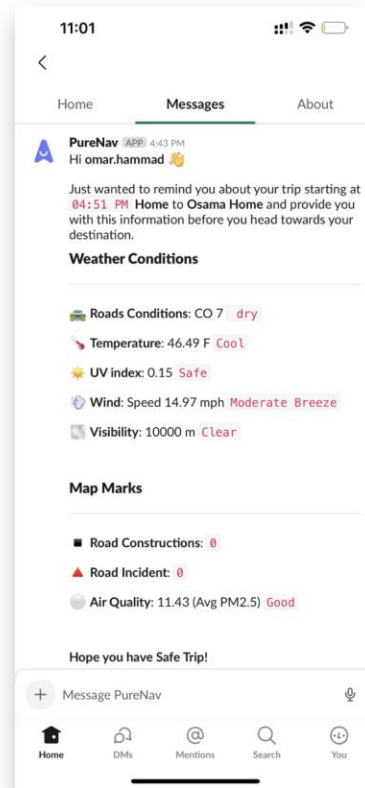 11:01
Home Messages About
PureNav APP 4:43 PM
Hi omar.hammad 👋
Just wanted to remind you about your trip starting at
04:51 PM Home to Osama Home and provide you
with this information before you head towards your
destination.
Weather Conditions
Roads Conditions: CO 7 dry
Temperature: 46.49 F Cool
UV index: 0.15 Safe
Wind: Speed 14.97 mph Moderate Breeze
Visibility: 10000 m Clear
Map Marks
Road Constructions: 0
Road Incident: 0
Air Quality: 11.43 (Avg PM2.5) Good
Hope you have Safe Trip!
Message PureNav
Home DMs Mentions Search You